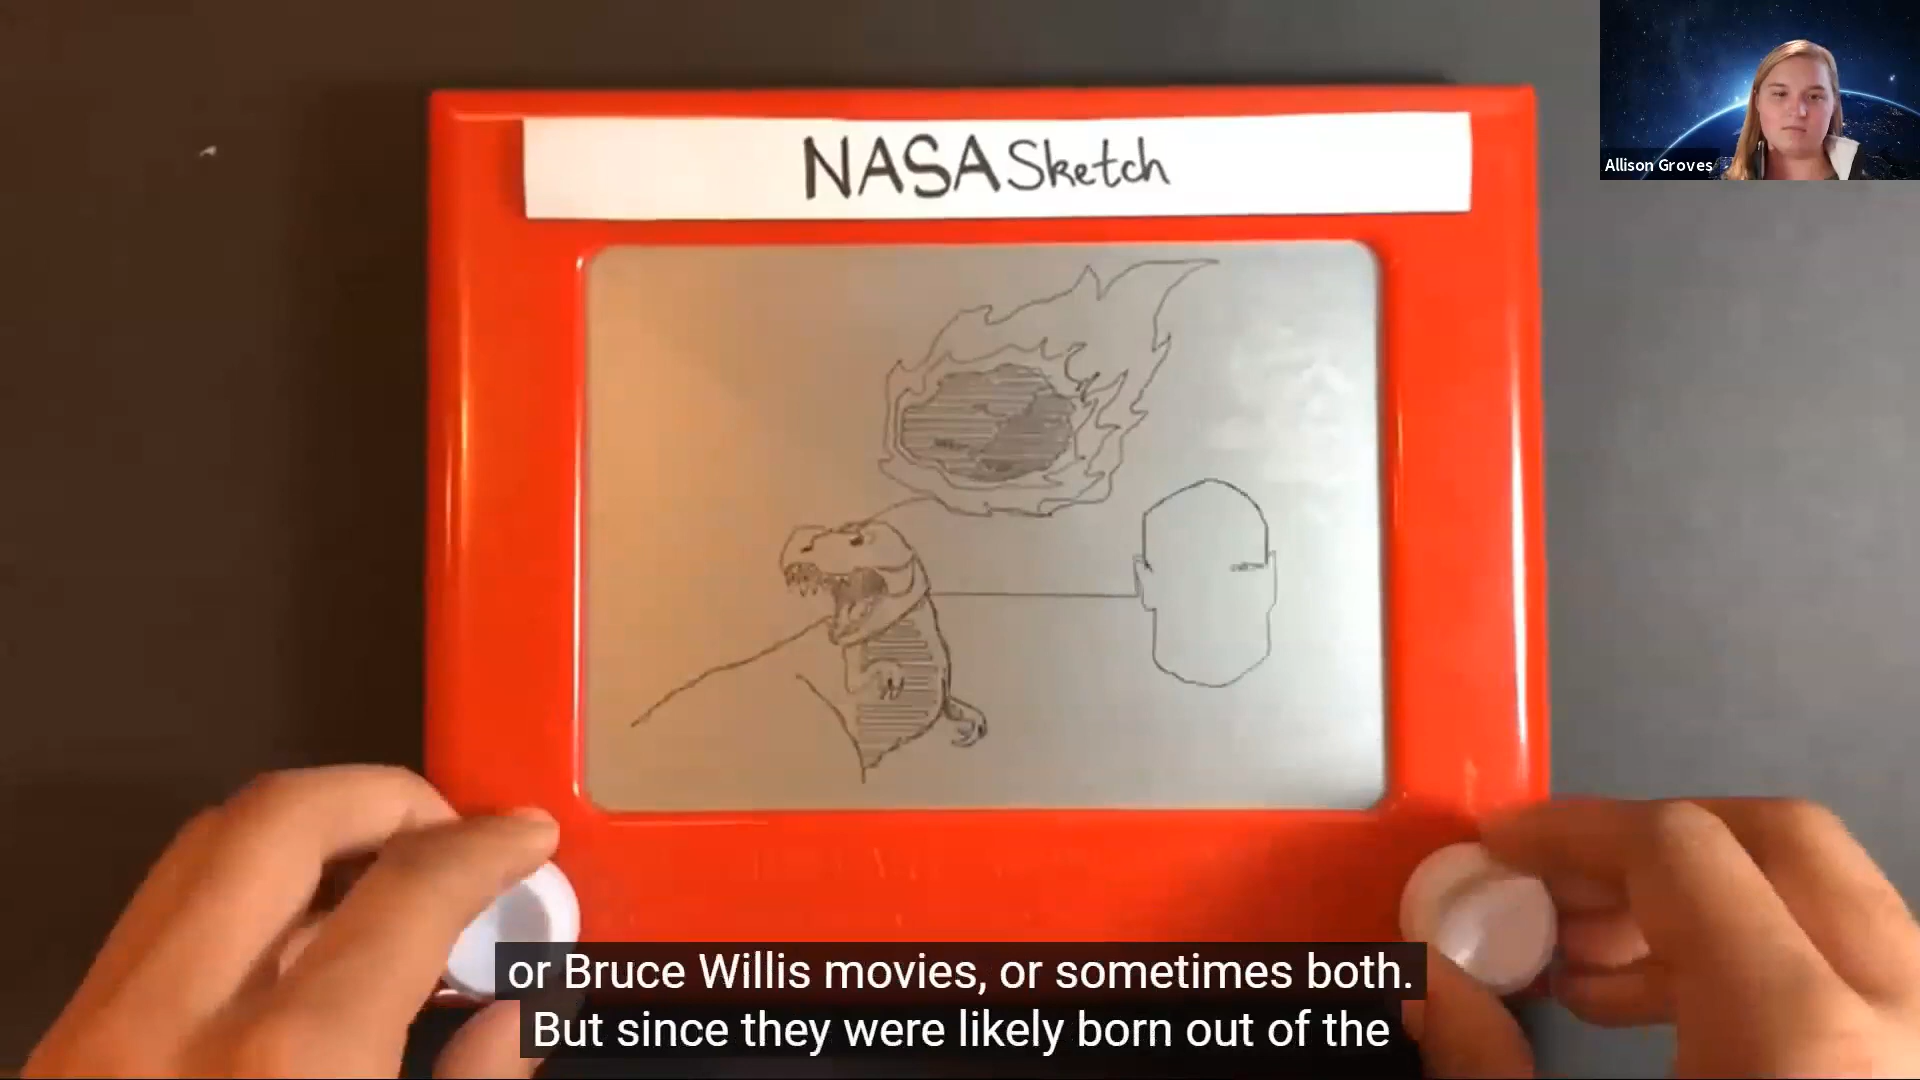 NASA Sketch
Allison Groves
or Bruce Willis movies, or sometimes both.
But since they were likely born out of the